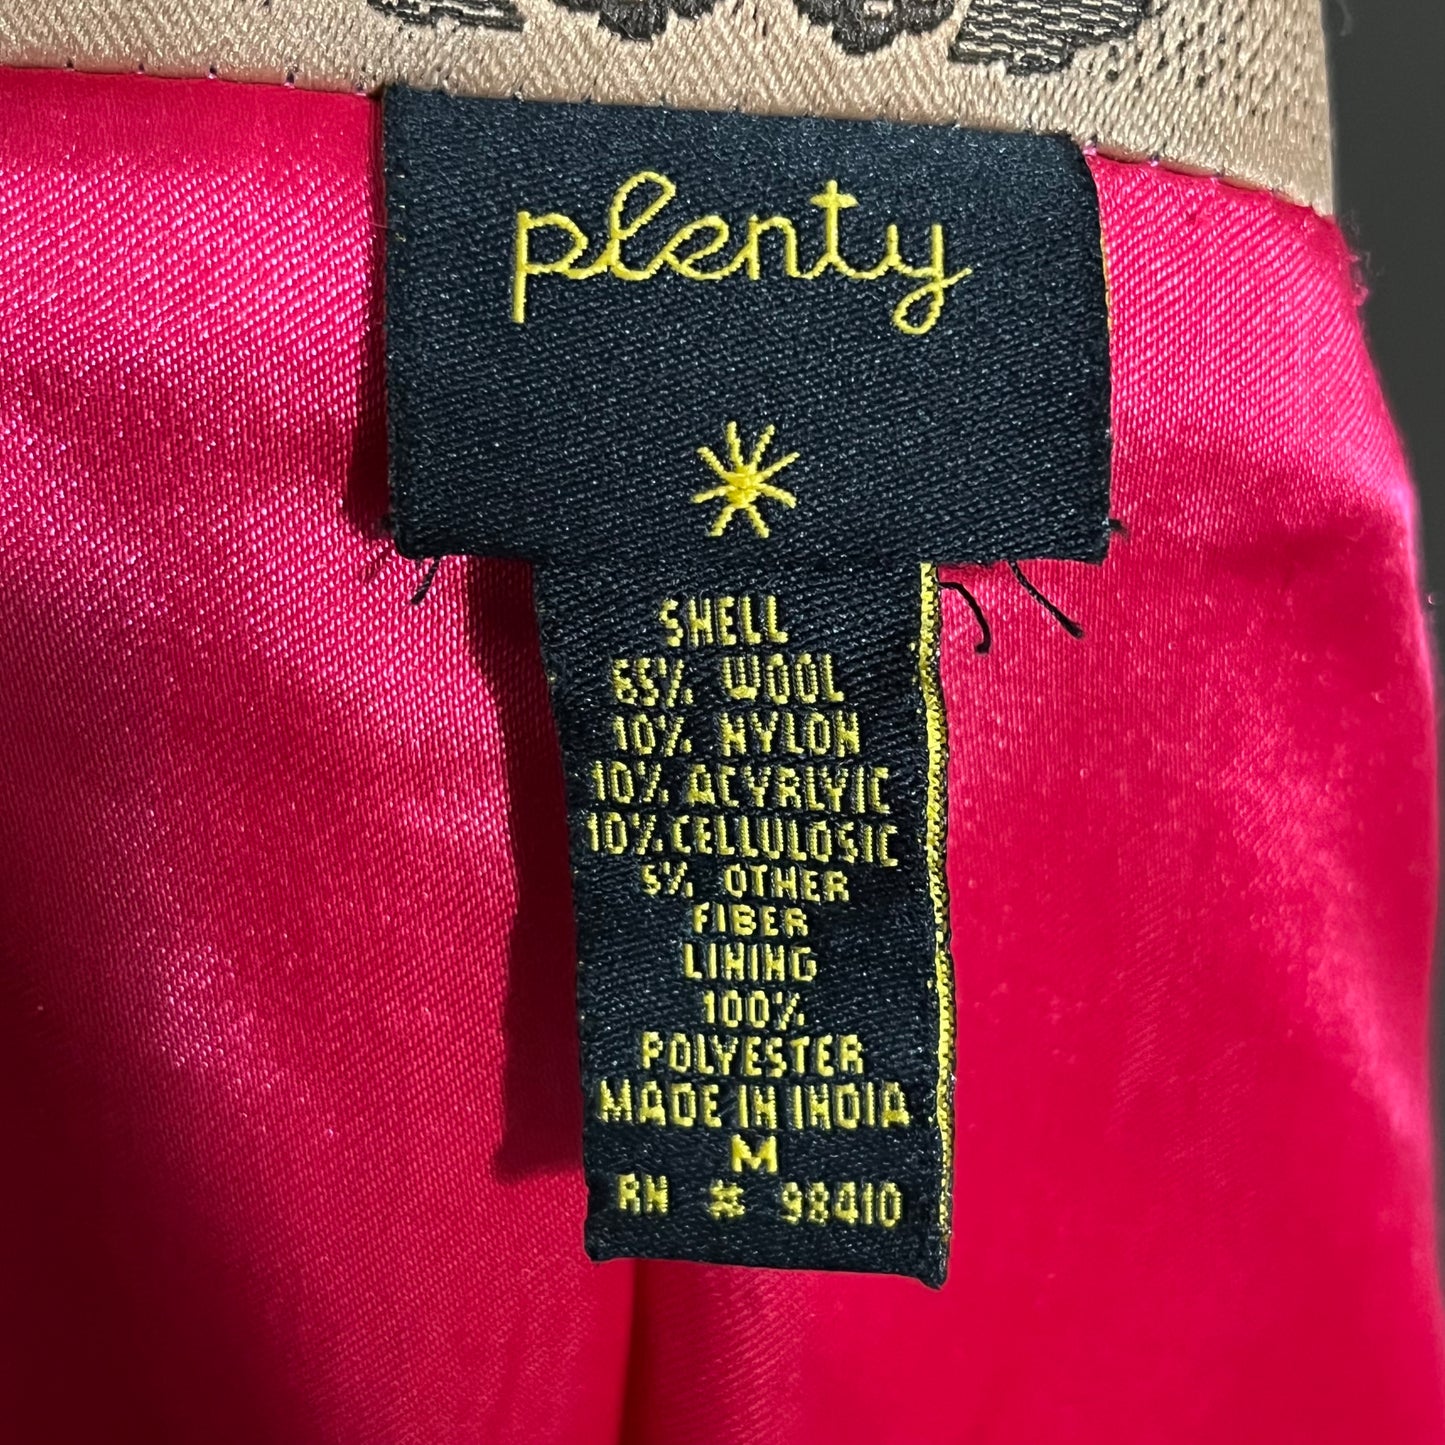 plenty
SHELL
65% WOOL
10% NYLON
10% ACYRLYIC
10% CELLULOSIC
5% OTHER
FIBER
LINING
100%
POLYESTER
MADE IN INDIA
M
RN # 98410